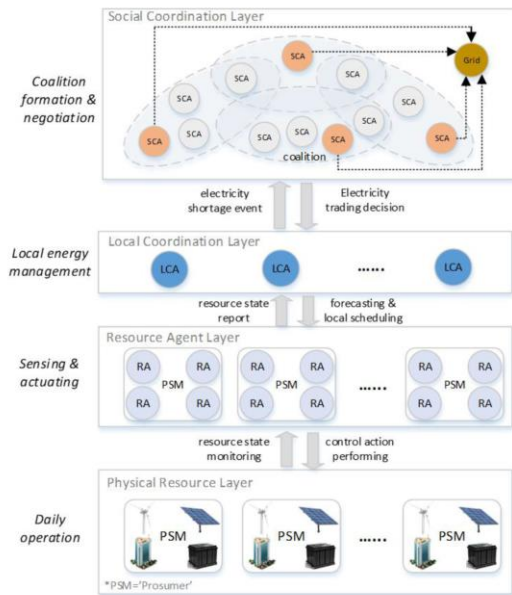 Social Coordination Layer
Coalition
formation &
negotiation
SCA
Grid
SCA
SCA
SCA
SCA
SCA
SCA
SCA
SCA
SCA
SCA
SCA
SCA
coalition
electricity
shortage event
Electricity
trading decision
Local energy
management
Local Coordination Layer
LCA
LCA
......
LCA
resource state
report
forecasting &
local scheduling
Sensing &
actuating
Resource Agent Layer
RA
RA
RA
RA
RA
RA
PSM
PSM
......
PSM
RA
RA
RA
RA
RA
RA
resource state
monitoring
control action
performing
Daily
operation
Physical Resource Layer
PSM
PSM
......
PSM
*PSM='Prosumer'